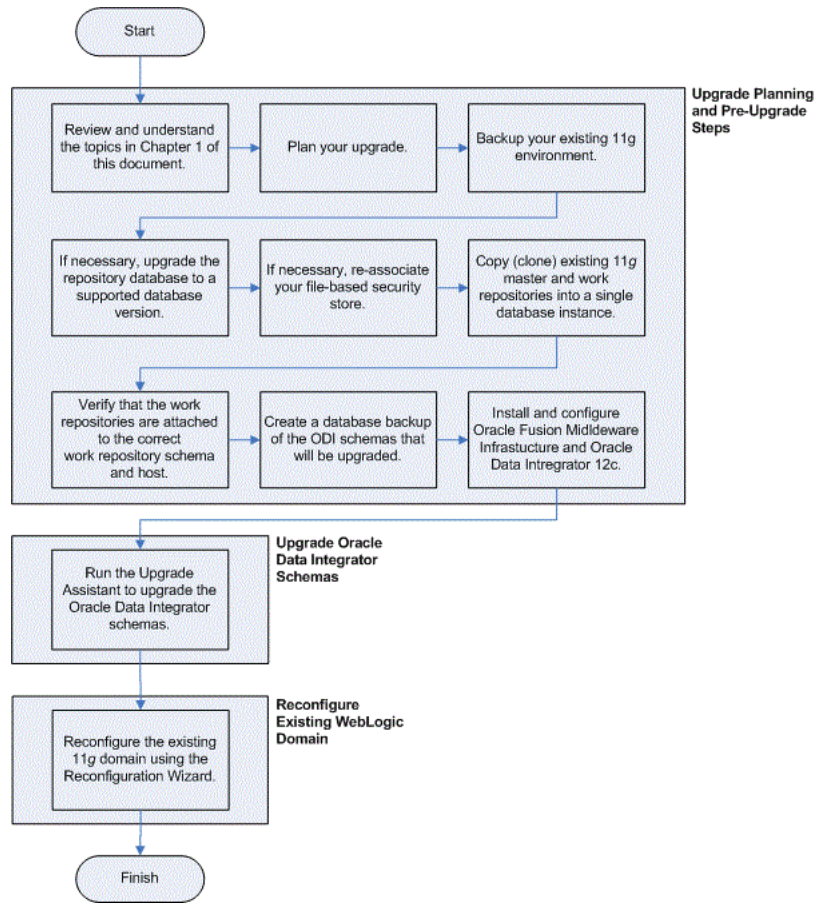 Start
Upgrade Planning
and Pre-Upgrade
Steps
Review and understand
the topics in Chapter 1 of
this document.
Plan your upgrade.
Backup your existing 11g
environment.
If necessary, upgrade the
repository database to a
supported database
version.
If necessary, re-associate
your file-based security
store.
Copy (clone) existing 11g
master and work
repositories into a single
database instance.
Verify that the work
repositories are attached
to the correct
work repository schema
and host.
Create a database backup
of the ODI schemas that
will be upgraded.
Install and configure
Oracle Fusion Midldeware
Infrastucture and Oracle
Data Intregrator 12c.
Upgrade Oracle
Data Integrator
Schemas
Run the Upgrade
Assistant to upgrade the
Oracle Data Integrator
schemas.
Reconfigure
Existing WebLogic
Domain
Reconfigure the existing
11g domain using the
Reconfiguration Wizard.
Finish